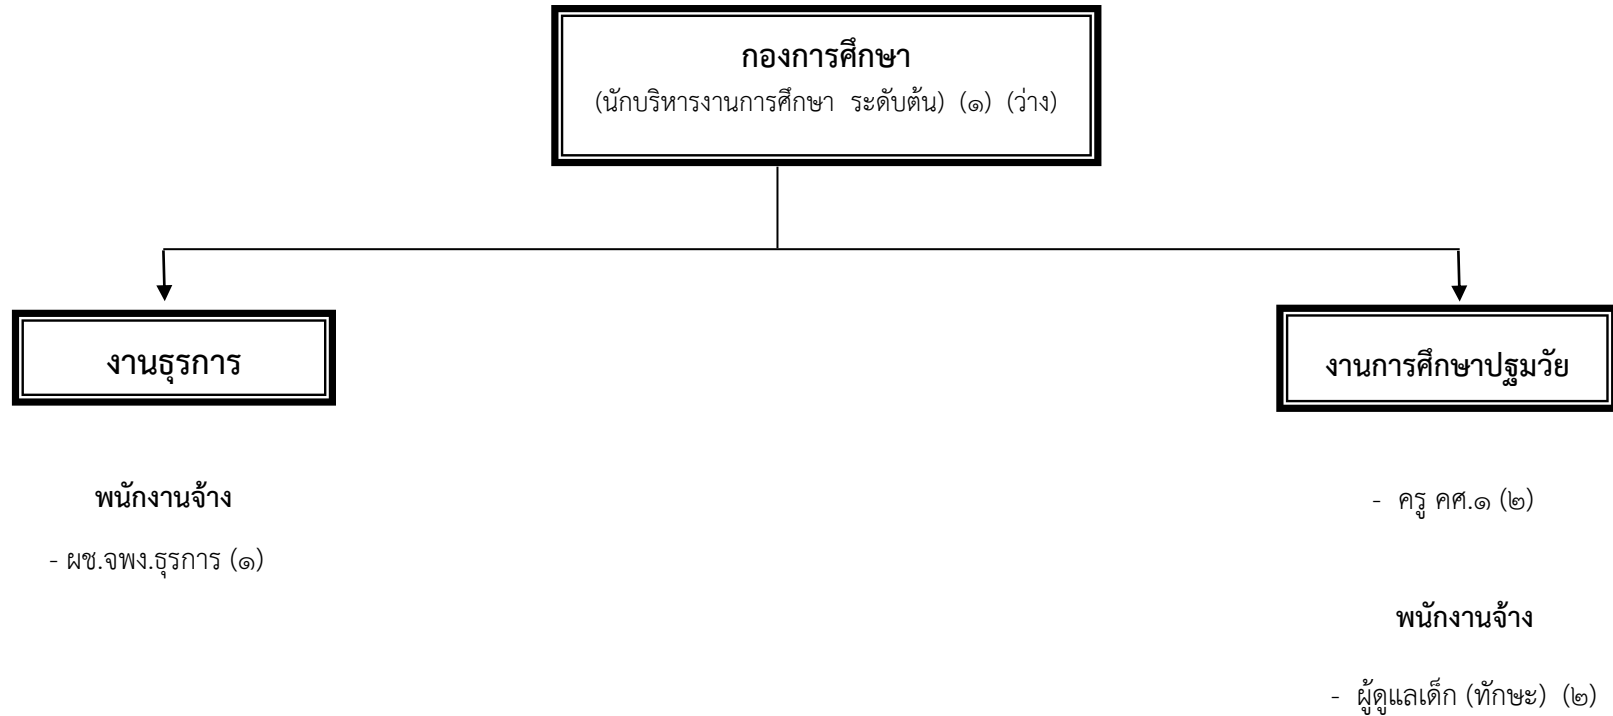 กองการศึกษา
(นักบริหารงานการศึกษา ระดับต้น) (๑) (ว่าง)
งานธุรการ
งานการศึกษาปฐมวัย
พนักงานจ้าง
- ผช.จพง.ธุรการ (๑)
- ครู คศ.๑ (๒)
พนักงานจ้าง
- ผู้ดูแลเด็ก (ทักษะ) (๒)